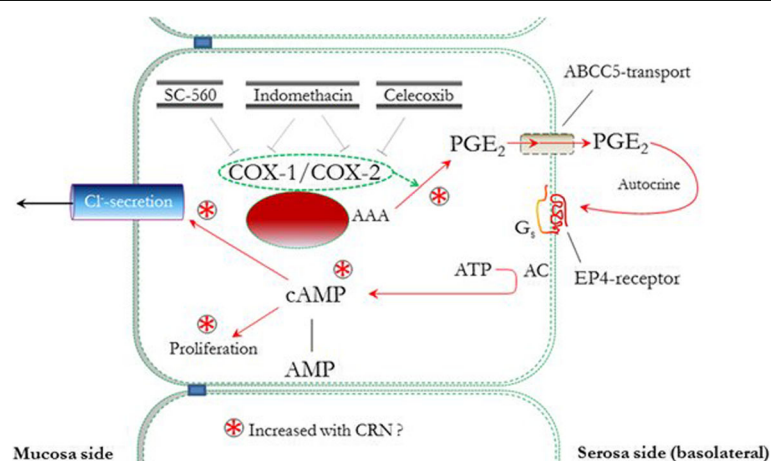 ABCC5-transport
SC-560
Indomethacin
Celecoxib
PGE₂
PGE₂
COX-1/COX-2
Autocrine
Cl⁻-secretion
AAA
Gₛ
ATP
AC
EP4-receptor
cAMP
Proliferation
AMP
Increased with CRN ?
Mucosa side
Serosa side (basolateral)